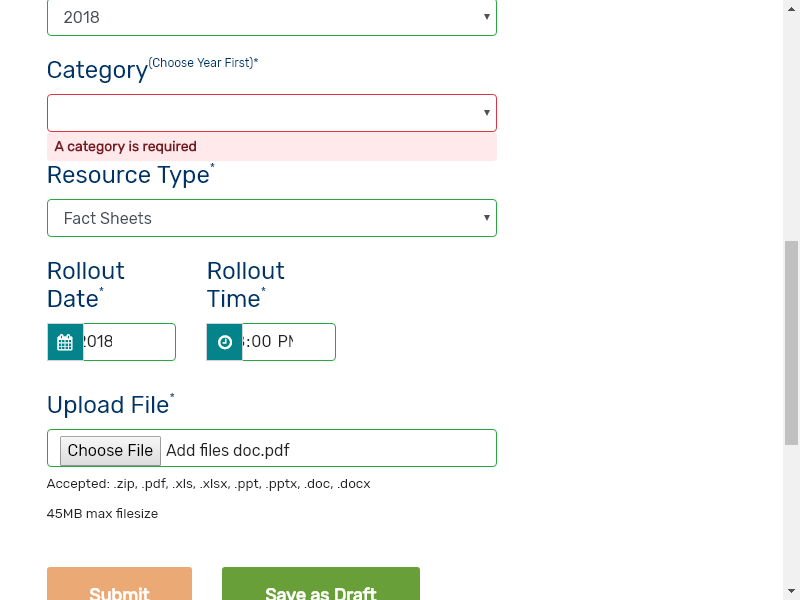 2018
Category(Choose Year First)*
A category is required
Resource Type*
Fact Sheets
Rollout Date*
2018
Rollout Time*
:00 PM
Upload File*
Choose File Add files doc.pdf
Accepted: .zip, .pdf, .xls, .xlsx, .ppt, .pptx, .doc, .docx
45MB max filesize
Submit
Save as Draft